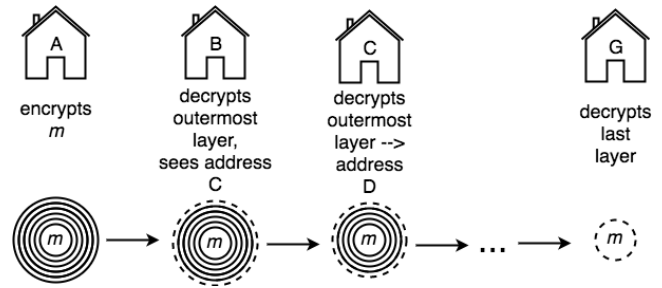 A
B
C
G
encrypts
m
decrypts
outermost
layer,
sees address
C
decrypts
outermost
layer -->
address
D
decrypts
last
layer
m
m
m
...
m